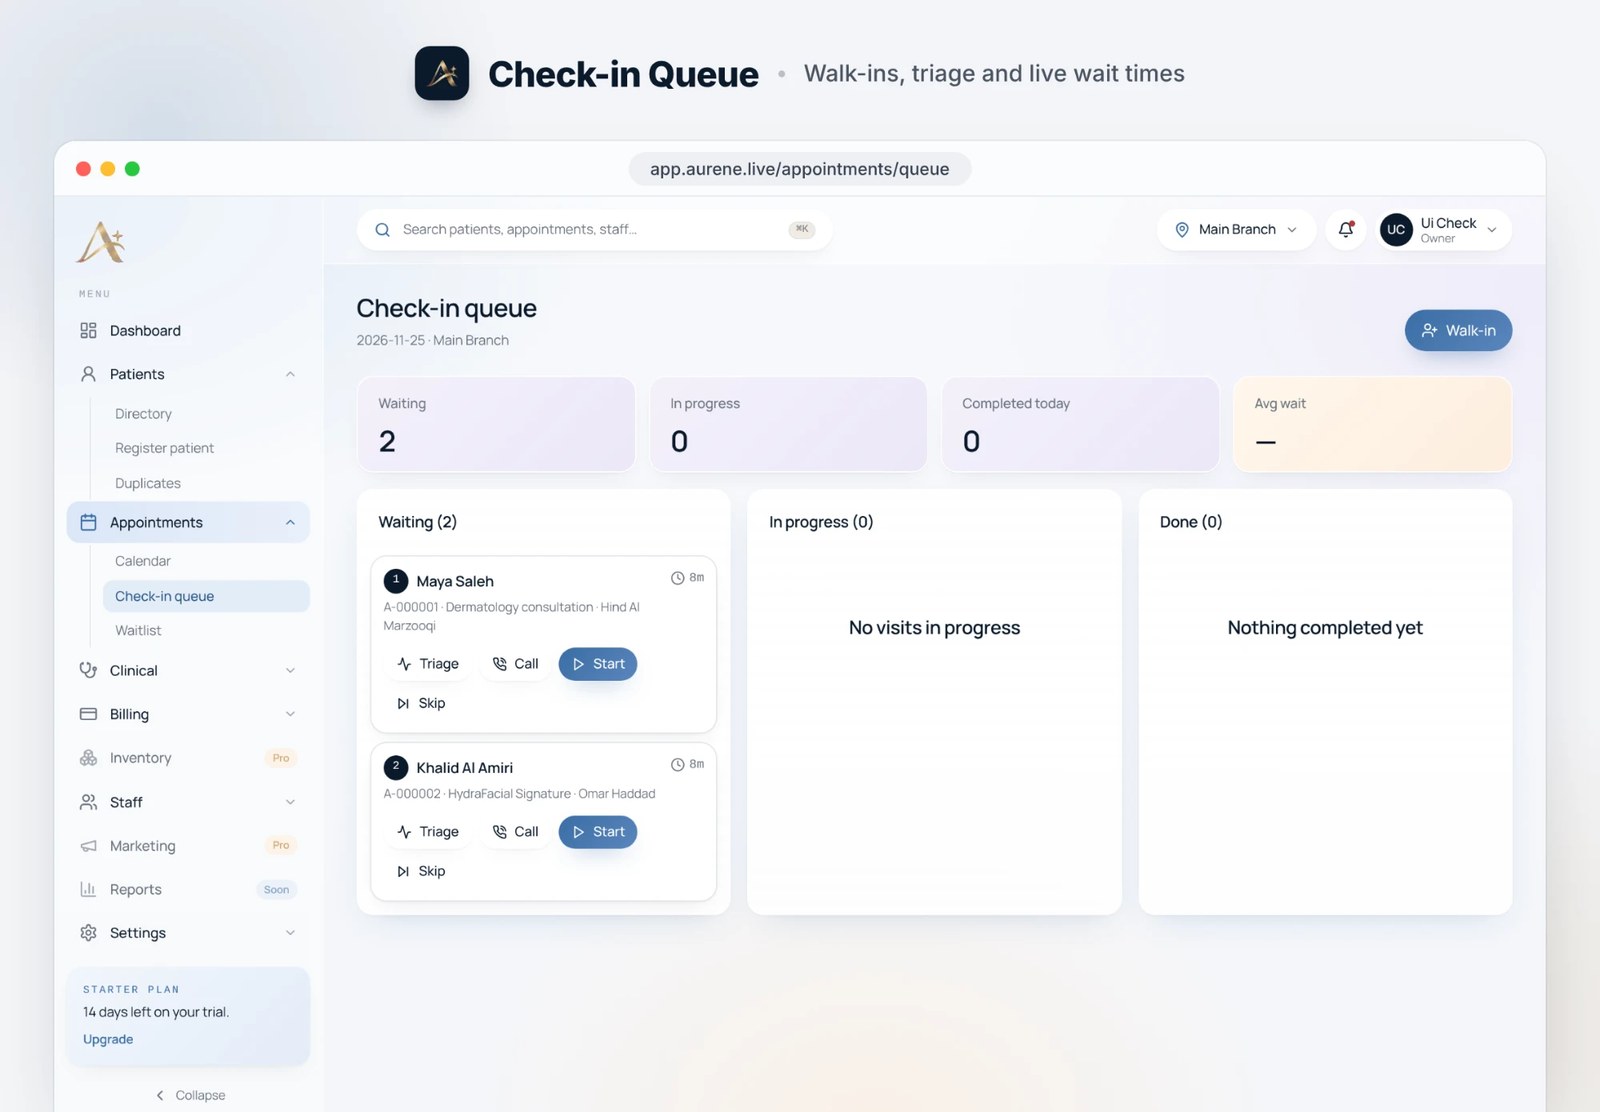 Check-in Queue • Walk-ins, triage and live wait times
app.aurene.live/appointments/queue
Search patients, appointments, staff...
⌘K
Main Branch
UC
Ui Check
Owner
MENU
Dashboard
Patients
Directory
Register patient
Duplicates
Appointments
Calendar
Check-in queue
Waitlist
Clinical
Billing
Inventory
Pro
Staff
Marketing
Pro
Reports
Soon
Settings
STARTER PLAN
14 days left on your trial.
Upgrade
Collapse
Check-in queue
2026-11-25 · Main Branch
Walk-in
Waiting
2
In progress
0
Completed today
0
Avg wait
—
Waiting (2)
1 Maya Saleh
8m
A-000001 · Dermatology consultation · Hind Al
Marzooqi
Triage
Call
Start
Skip
2 Khalid Al Amiri
8m
A-000002 · HydraFacial Signature · Omar Haddad
Triage
Call
Start
Skip
In progress (0)
No visits in progress
Done (0)
Nothing completed yet